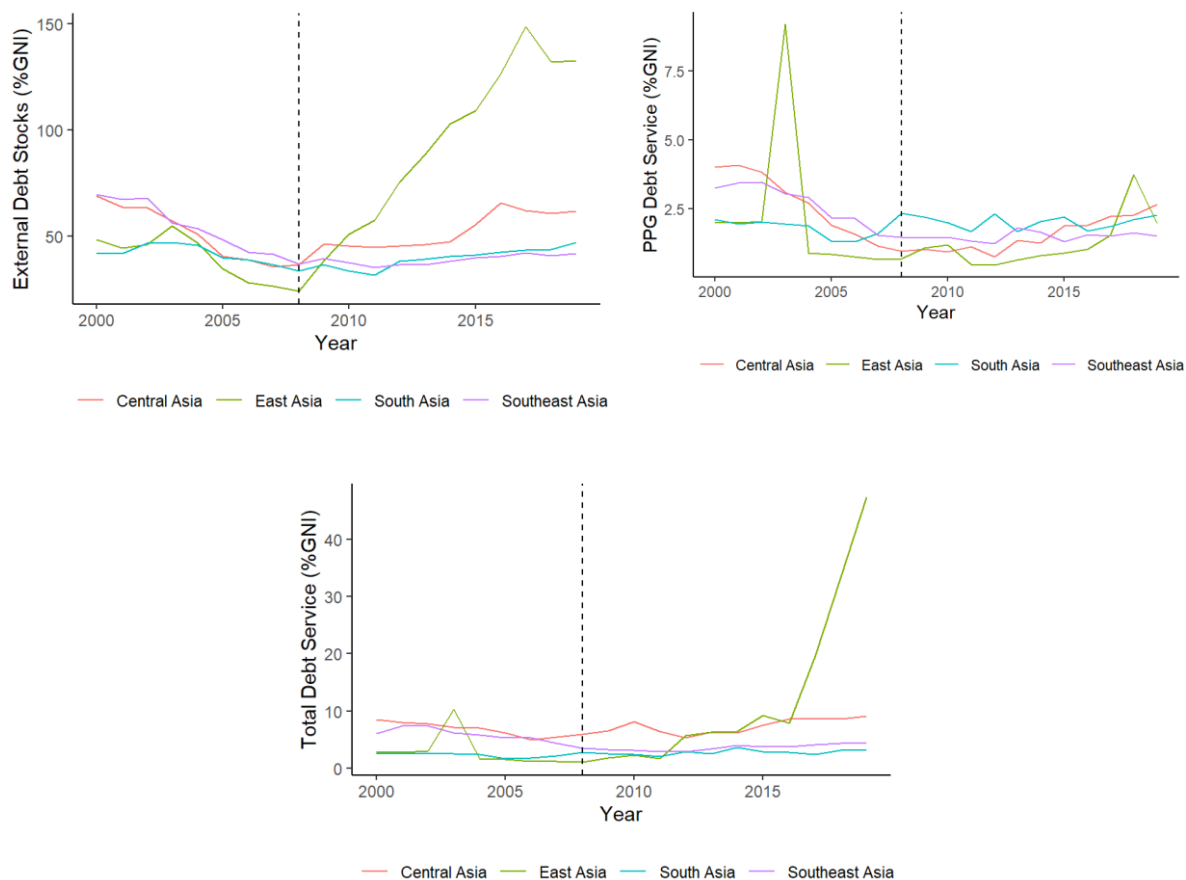 External Debt Stocks (%GNI)
150
100
50
2000 2005 2010 2015
Year
Central Asia East Asia South Asia Southeast Asia
PPG Debt Service (%GNI)
7.5
5.0
2.5
2000 2005 2010 2015
Year
Central Asia East Asia South Asia Southeast Asia
Total Debt Service (%GNI)
40
30
20
10
0
2000 2005 2010 2015
Year
Central Asia East Asia South Asia Southeast Asia